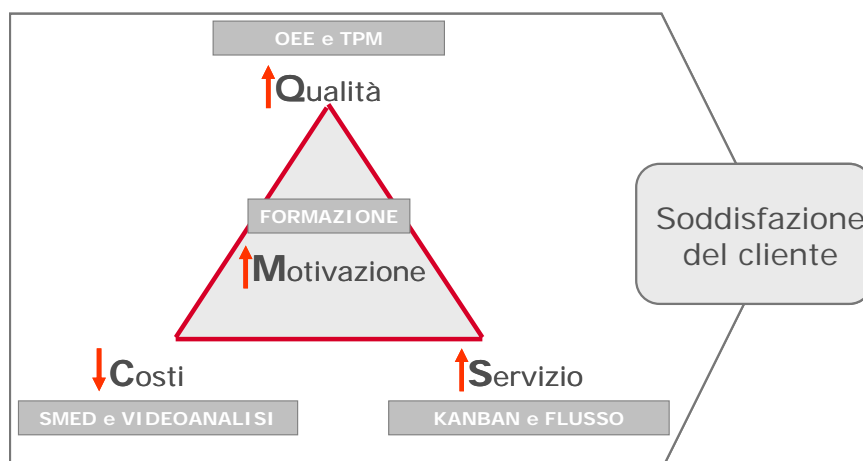 OEE e TPM
Qualità
FORMAZIONE
Motivazione
Soddisfazione
del cliente
Costi
Servizio
SMED e VIDEOANALISI
KANBAN e FLUSSO